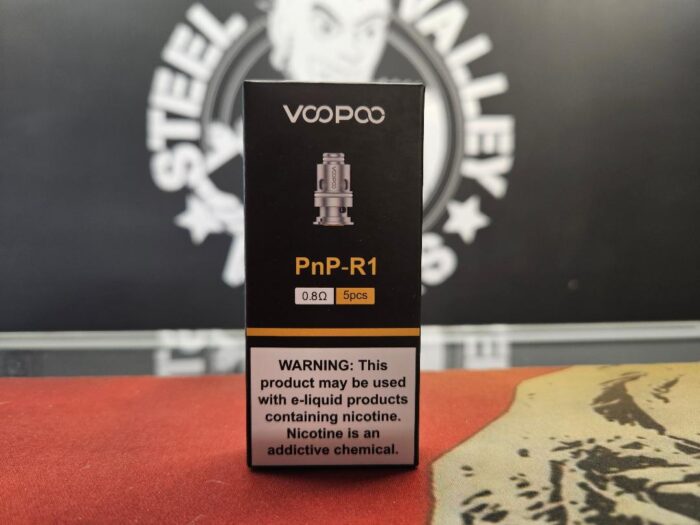 STEEL VALLEY
VOOPOO
VOOPOO
PnP-R1
0.8Ω 5pcs
WARNING: This
product may be used
with e-liquid products
containing nicotine.
Nicotine is an
addictive chemical.